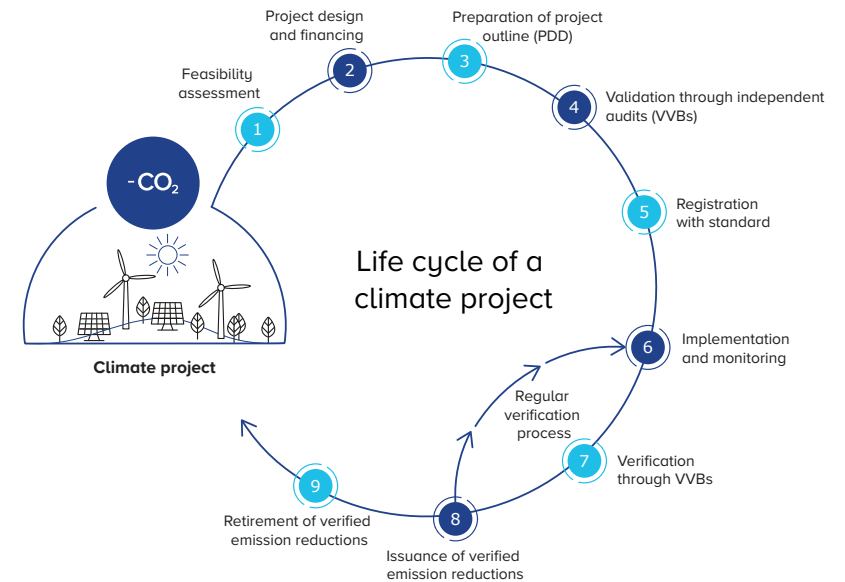 Project design
and financing
2
Preparation of project
outline (PDD)
3
Feasibility
assessment
1
4
Validation through independent
audits (VVBs)
-CO₂
5
Registration
with standard
Life cycle of a
climate project
6
Implementation
and monitoring
Climate project
Regular
verification
process
7
Verification
through VVBs
9
Retirement of verified
emission reductions
8
Issuance of verified
emission reductions